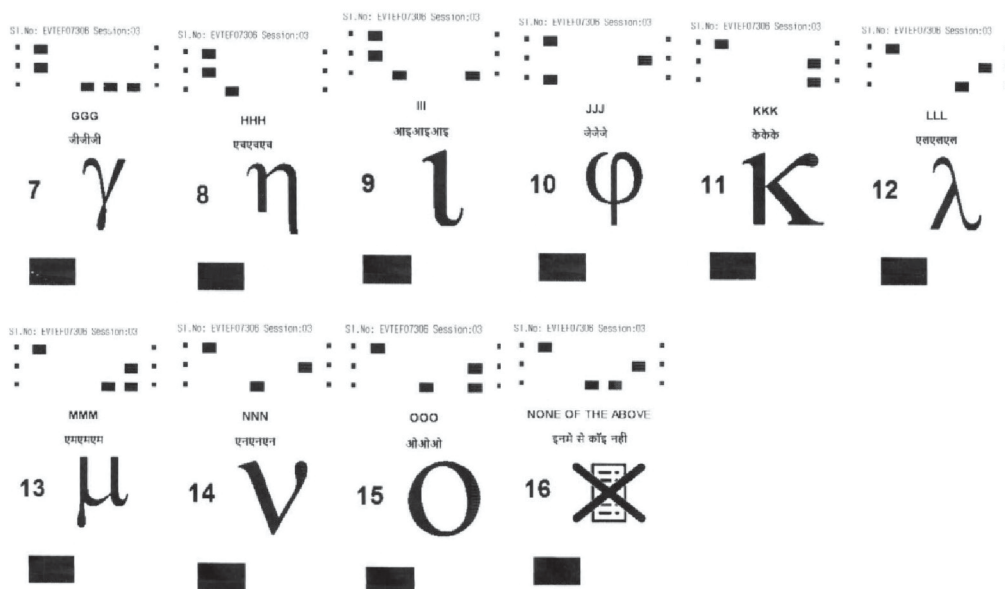 Sl.No: EVTEF07306 Session:03
GGG
जीजीजी
7 γ
Sl.No: EVTEF07306 Session:03
HHH
एचएचएच
8 η
Sl.No: EVTEF07306 Session:03
III
आइआइआइ
9 ι
Sl.No: EVTEF07306 Session:03
JJJ
जेजेजे
10 φ
Sl.No: EVTEF07306 Session:03
KKK
केकेके
11 κ
Sl.No: EVTEF07306 Session:03
LLL
एलएलएल
12 λ
Sl.No: EVTEF07306 Session:03
MMM
एमएमएम
13 μ
Sl.No: EVTEF07306 Session:03
NNN
एनएनएन
14 ν
Sl.No: EVTEF07306 Session:03
OOO
ओओओ
15 ο
Sl.No: EVTEF07306 Session:03
NONE OF THE ABOVE
इनमे से कॉइ नही
16